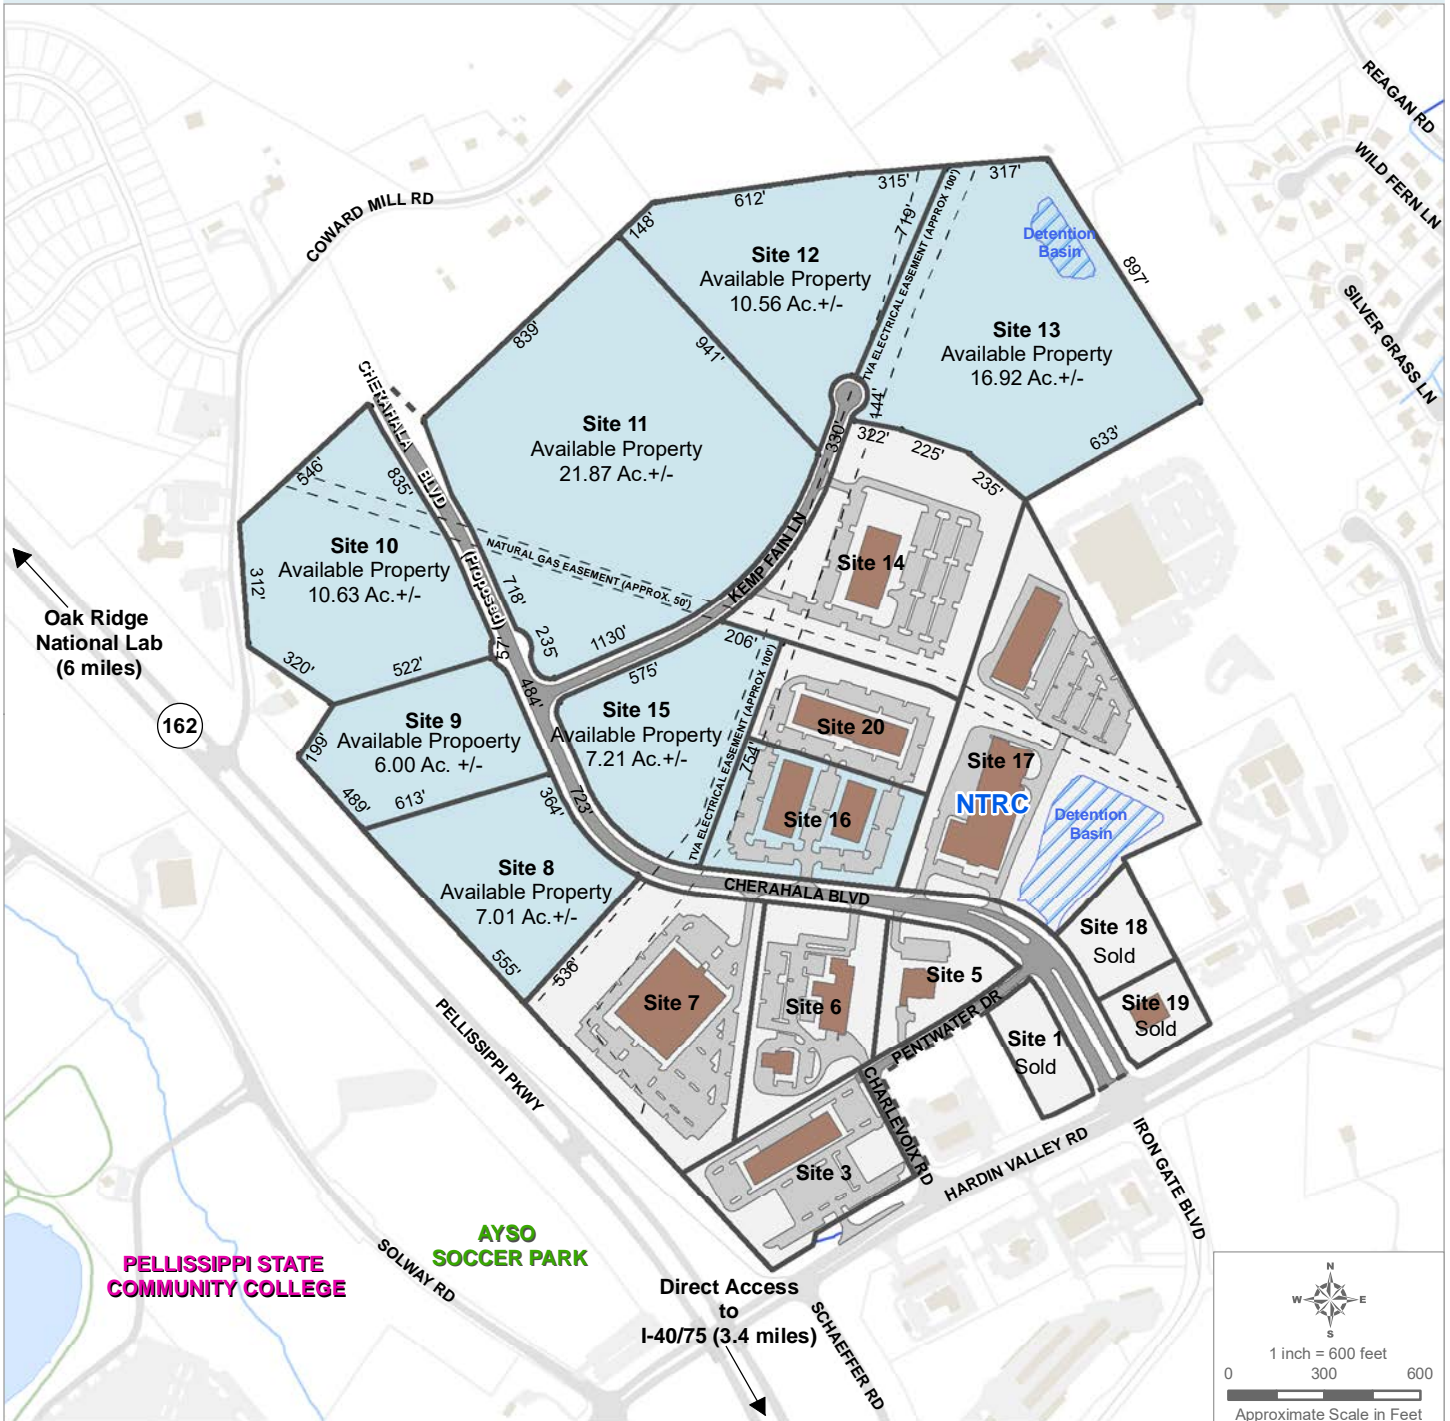 REAGAN RD
WILD FERN LN
SILVER GRASS LN
COWARD MILL RD
148'
612'
315'
317'
719'
TVA ELECTRICAL EASEMENT (APPROX 100')
Detention
Basin
897'
Site 12
Available Property
10.56 Ac.+/-
Site 13
Available Property
16.92 Ac.+/-
839'
941'
144'
330'
322'
225'
235'
633'
CHERAHALA BLVD (Proposed)
Site 11
Available Property
21.87 Ac.+/-
546'
835'
NATURAL GAS EASEMENT (APPROX. 50')
KEMP FAIN LN
Site 14
Site 10
Available Property
10.63 Ac.+/-
312'
718'
235
1130'
206'
575'
575'
Oak Ridge
National Lab
(6 miles)
320'
522'
484'
162
199'
Site 9
Available Propoerty
6.00 Ac. +/-
Site 15
Available Property
7.21 Ac.+/-
TVA ELECTRICAL EASEMENT (APPROX 100')
754'
Site 20
Site 17
NTRC
489'
613'
364'
723'
Site 16
Detention
Basin
Site 8
Available Property
7.01 Ac.+/-
CHERAHALA BLVD
555'
536'
Site 18
Sold
Site 7
Site 6
Site 5
PENTWATER DR
Site 19
Sold
Site 1
Sold
PELLISSIPPI PKWY
CHARLEVOIX RD
Site 3
HARDIN VALLEY RD
IRON GATE BLVD
AYSO
SOCCER PARK
PELLISSIPPI STATE
COMMUNITY COLLEGE
SOLWAY RD
Direct Access
to
I-40/75 (3.4 miles)
SCHAEFFER RD
N
W E
S
1 inch = 600 feet
0 300 600
Approximate Scale in Feet